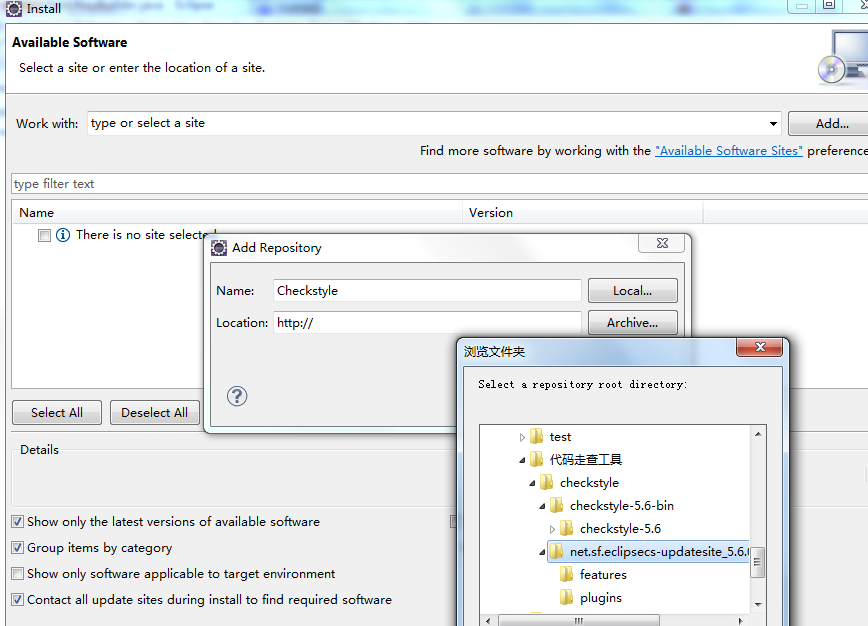 Install
Available Software
Select a site or enter the location of a site.
Work with: type or select a site Add...
Find more software by working with the "Available Software Sites" preference
type filter text
Name Version
There is no site selected
Add Repository
Name: Checkstyle Local...
Location: http:// Archive...
浏览文件夹
Select a repository root directory:
test
代码走查工具
checkstyle
checkstyle-5.6-bin
checkstyle-5.6
net.sf.eclipsecs-updatesite_5.6.
features
plugins
Select All Deselect All
Details
Show only the latest versions of available software
Group items by category
Show only software applicable to target environment
Contact all update sites during install to find required software